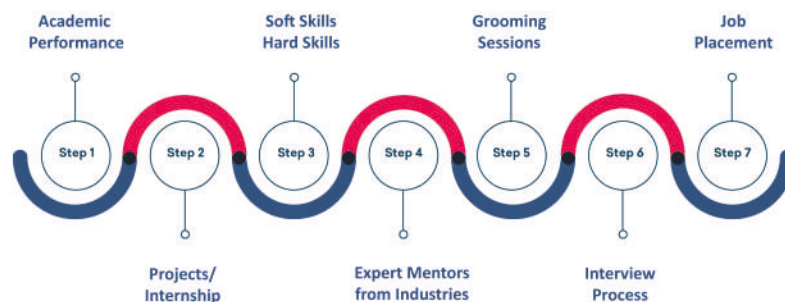 Academic
Performance
Soft Skills
Hard Skills
Grooming
Sessions
Job
Placement
Step 1
Step 2
Step 3
Step 4
Step 5
Step 6
Step 7
Projects/
Internship
Expert Mentors
from Industries
Interview
Process